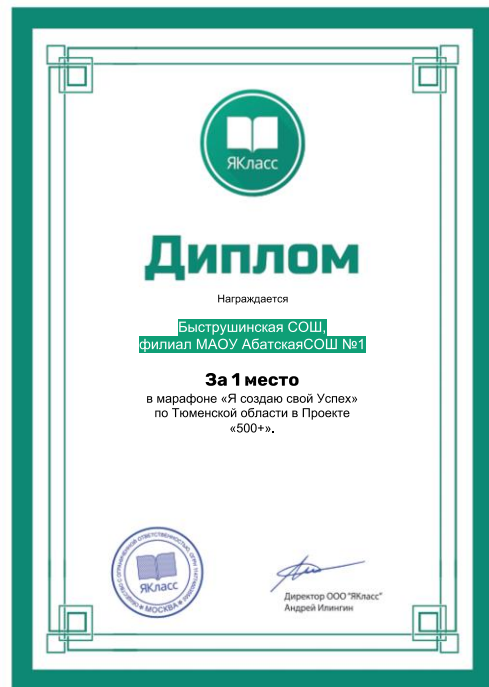 ЯКласс
Диплом
Награждается
Быструшинская СОШ,
филиал МАОУ АбатскаяСОШ №1
За 1 место
в марафоне «Я создаю свой Успех»
по Тюменской области в Проекте
«500+».
ЯКласс
МОСКВА
Директор ООО "ЯКласс"
Андрей Илингин